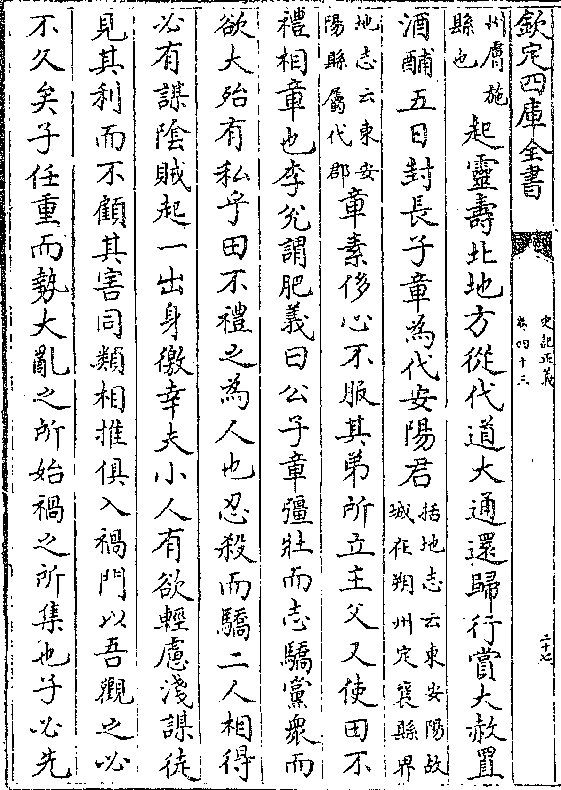 欽定四庫全書
史記正義
卷四十三
二十七
州膚施
縣也
起靈壽北地方從代道大通還歸行賞大赦置
酒酺五日封長子章為代安陽君
括地志云東安陽故
城在朔州定襄縣界
地志云東安
陽縣屬代郡
章素侈心不服其弟所立主父又使田不
禮相章也李兊謂肥義曰公子章彊壯而志驕黨衆而
欲大殆有私乎田不禮之為人也忍殺而驕二人相得
必有謀陰賊起一出身徼幸夫小人有欲輕慮淺謀徒
見其利而不顧其害同類相推俱入禍門以吾觀之必
不久矣子任重而勢大亂之所始禍之所集也子必先